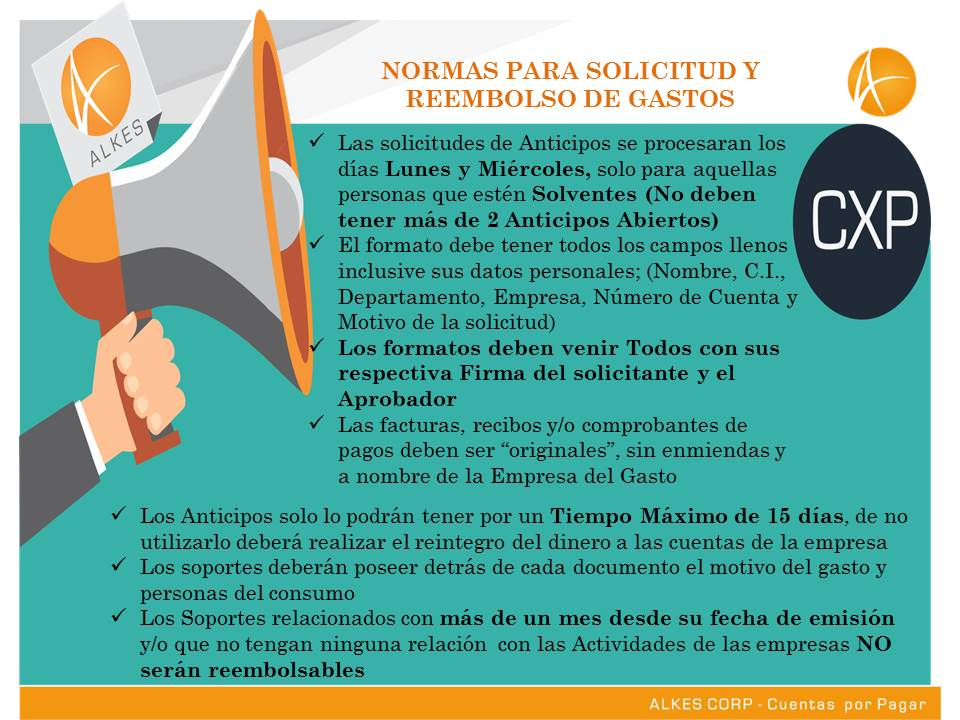 ALKES
NORMAS PARA SOLICITUD Y
REEMBOLSO DE GASTOS
CXP
✓ Las solicitudes de Anticipos se procesaran los
días Lunes y Miércoles, solo para aquellas
personas que estén Solventes (No deben
tener más de 2 Anticipos Abiertos)
✓ El formato debe tener todos los campos llenos
inclusive sus datos personales; (Nombre, C.I.,
Departamento, Empresa, Número de Cuenta y
Motivo de la solicitud)
✓ Los formatos deben venir Todos con sus
respectiva Firma del solicitante y el
Aprobador
✓ Las facturas, recibos y/o comprobantes de
pagos deben ser “originales”, sin enmiendas y
a nombre de la Empresa del Gasto
✓ Los Anticipos solo lo podrán tener por un Tiempo Máximo de 15 días, de no
utilizarlo deberá realizar el reintegro del dinero a las cuentas de la empresa
✓ Los soportes deberán poseer detrás de cada documento el motivo del gasto y
personas del consumo
✓ Los Soportes relacionados con más de un mes desde su fecha de emisión
y/o que no tengan ninguna relación con las Actividades de las empresas NO
serán reembolsables
ALKES CORP - Cuentas por Pagar